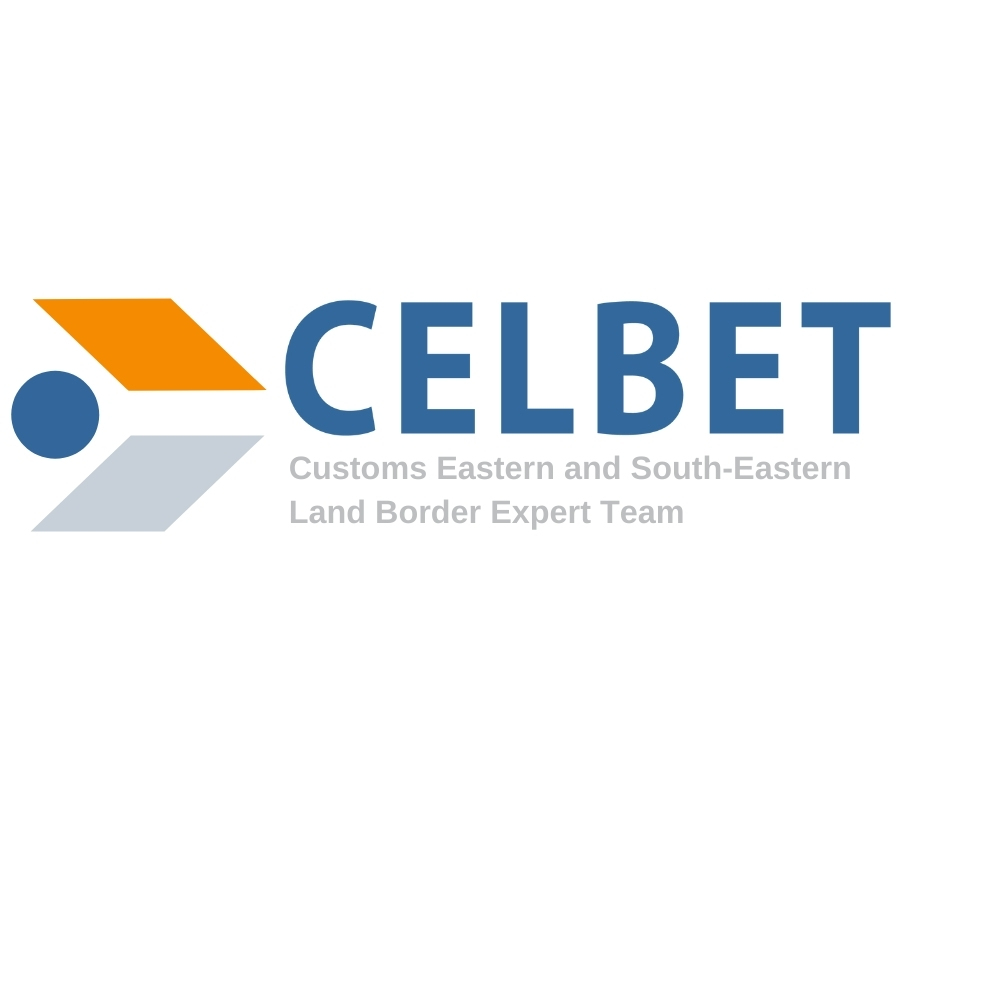 CELBET
Customs Eastern and South-Eastern
Land Border Expert Team